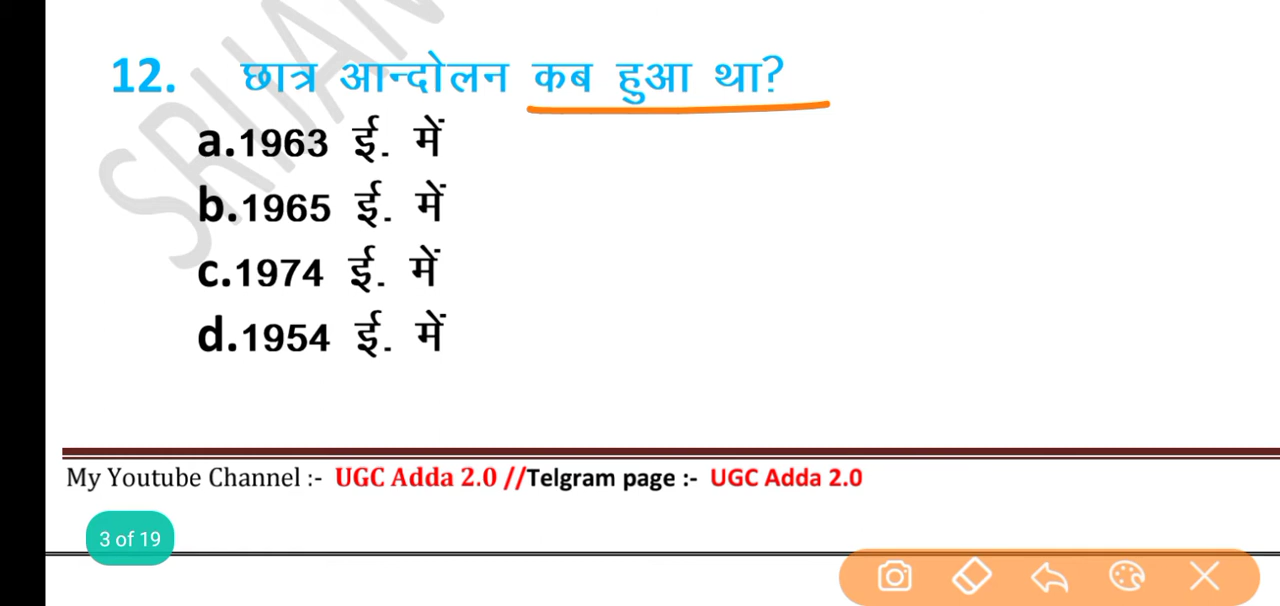 SRIJAN
12. छात्र आन्दोलन कब हुआ था?
a.1963 ई. में
b.1965 ई. में
c.1974 ई. में
d.1954 ई. में
My Youtube Channel :- UGC Adda 2.0 //Telgram page :- UGC Adda 2.0
3 of 19